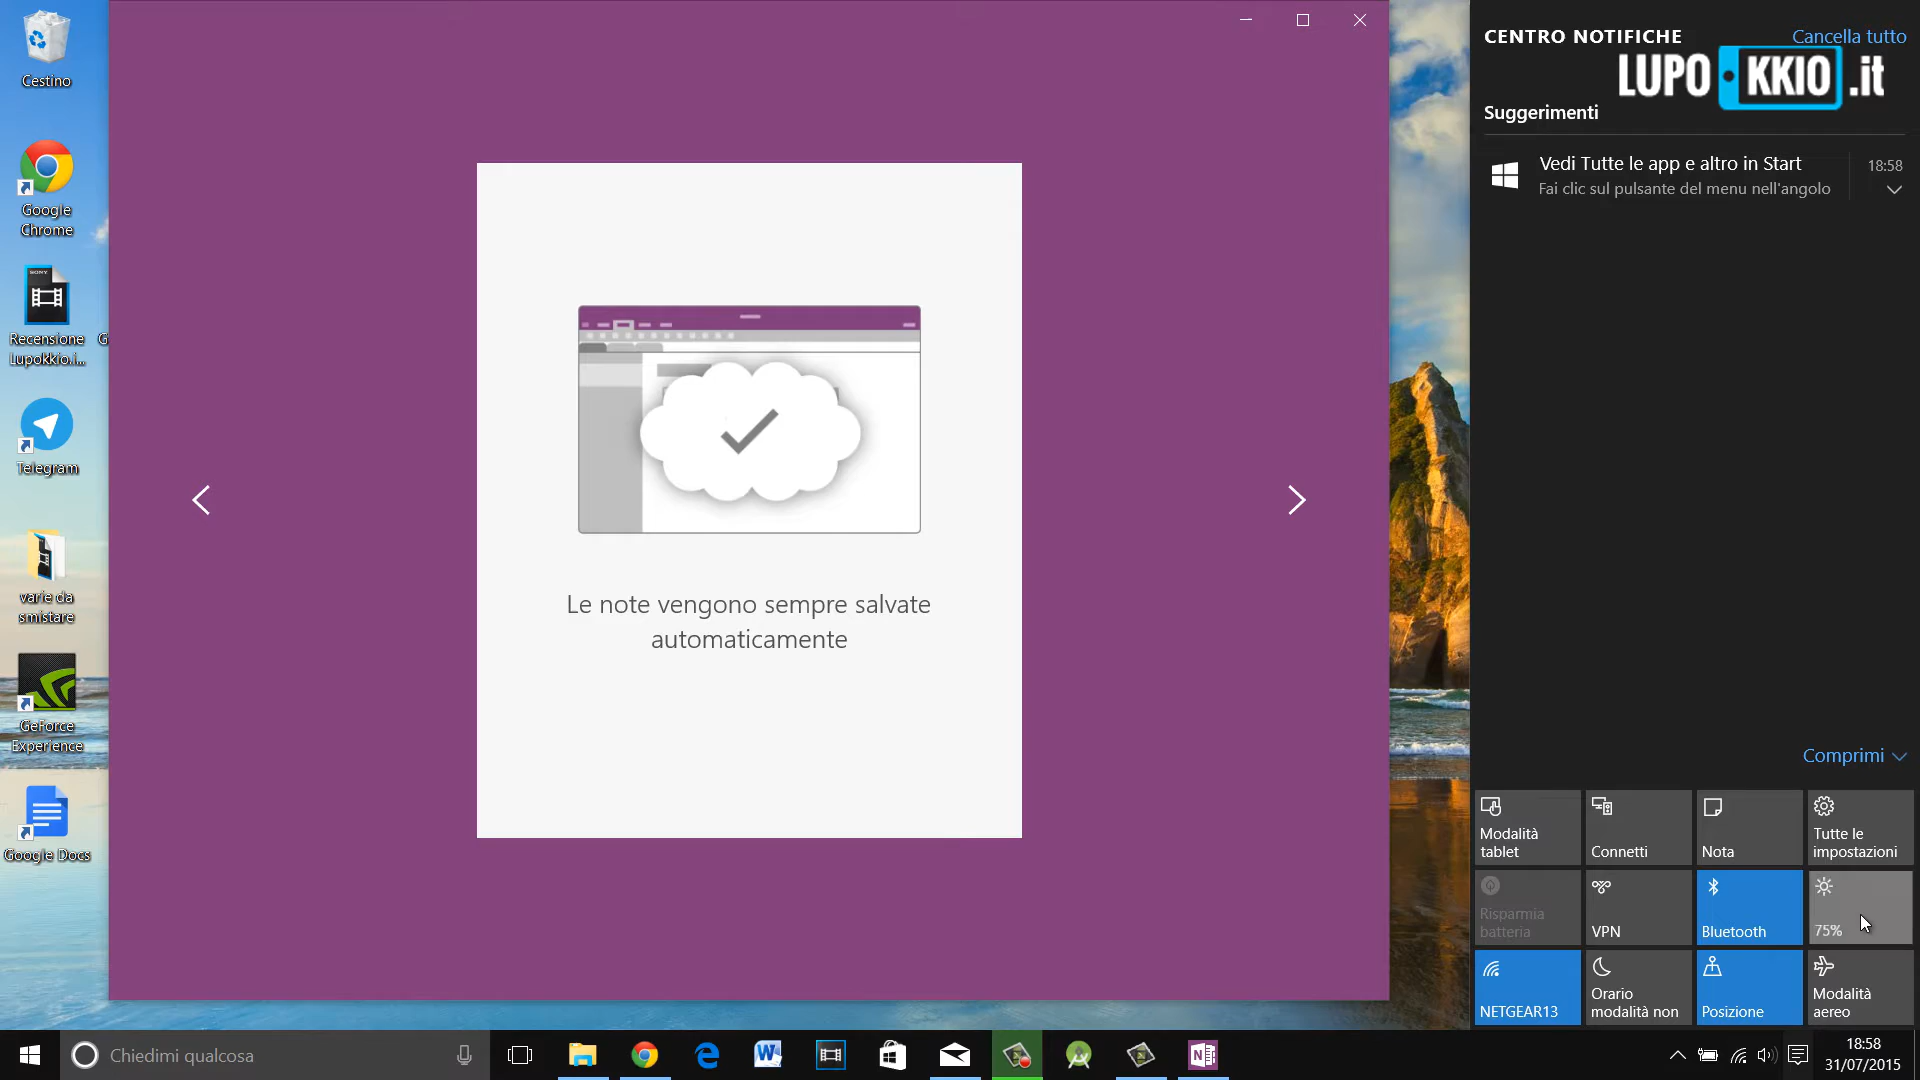 Cestino
Google
Chrome
SONY
Recensione
Lupokkio.i...
G
Telegram
varie da
smistare
GeForce
Experience
Google Docs
Le note vengono sempre salvate
automaticamente
CENTRO NOTIFICHE
Cancella tutto
LUPO KKIO .it
Suggerimenti
Vedi Tutte le app e altro in Start
18:58
Fai clic sul pulsante del menu nell'angolo
Comprimi
Modalità
tablet
Connetti
Nota
Tutte le
impostazioni
Risparmia
batteria
VPN
Bluetooth
75%
NETGEAR13
Orario
modalità non
Posizione
Modalità
aereo
Chiedimi qualcosa
18:58
31/07/2015